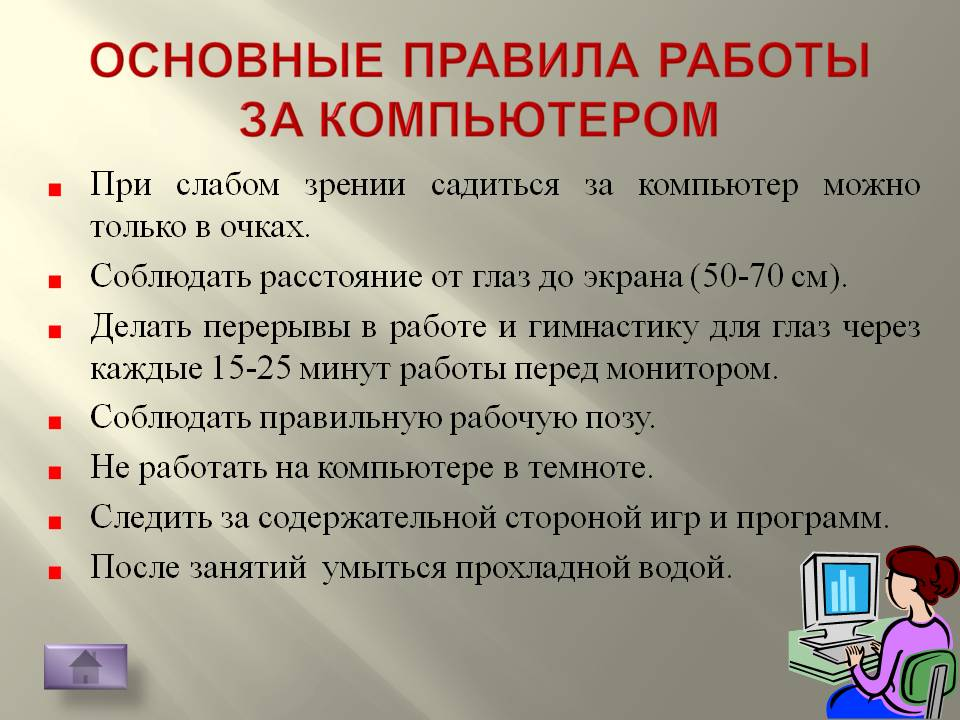 ОСНОВНЫЕ ПРАВИЛА РАБОТЫ
ЗА КОМПЬЮТЕРОМ
При слабом зрении садиться за компьютер можно
только в очках.
Соблюдать расстояние от глаз до экрана (50-70 см).
Делать перерывы в работе и гимнастику для глаз через
каждые 15-25 минут работы перед монитором.
Соблюдать правильную рабочую позу.
Не работать на компьютере в темноте.
Следить за содержательной стороной игр и программ.
После занятий  умыться прохладной водой.